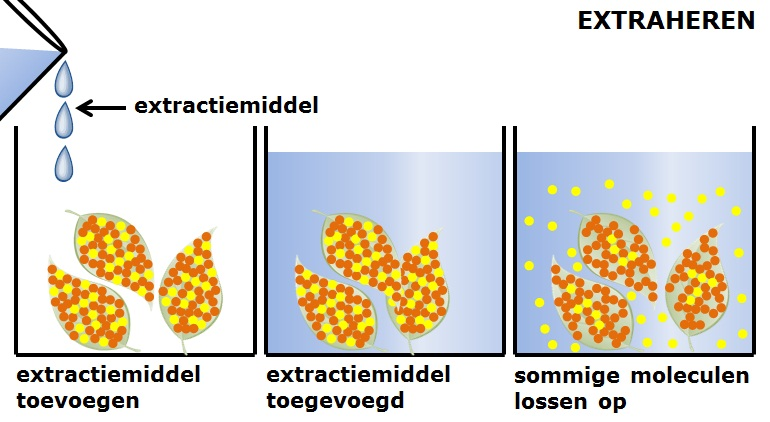 EXTRAHEREN
extractiemiddel
extractiemiddel
toevoegen
extractiemiddel
toegevoegd
sommige moleculen
lossen op